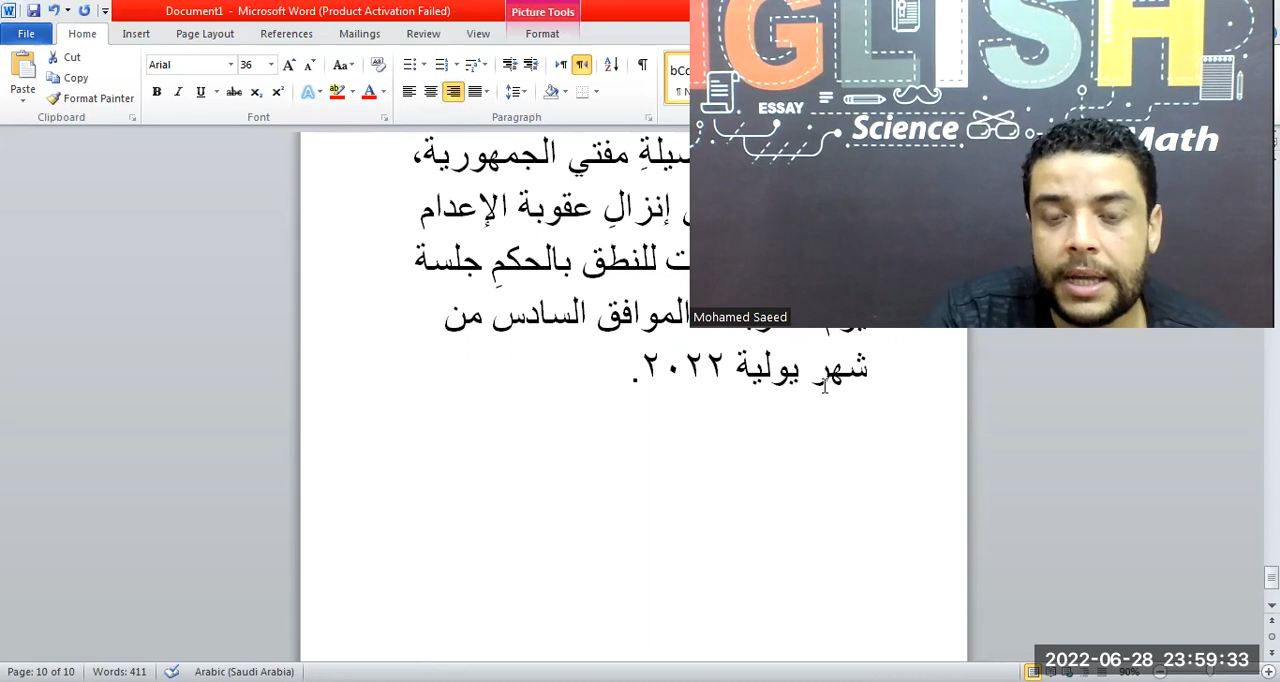 Document1 - Microsoft Word (Product Activation Failed)
Picture Tools
File Home Insert Page Layout References Mailings Review View Format
Paste
Cut
Copy
Format Painter
Clipboard
Arial 36
Font
Paragraph
GLISH
ESSAY
Science
Math
مفتي الجمهورية،
إنزالِ عقوبة الإعدام
للنطق بالحكمِ جلسة
الموافق السادس من
شهرِ يولية ٢٠٢٢.
Mohamed Saeed
Page: 10 of 10 Words: 411 Arabic (Saudi Arabia)
90%
2022-06-28 23:59:33